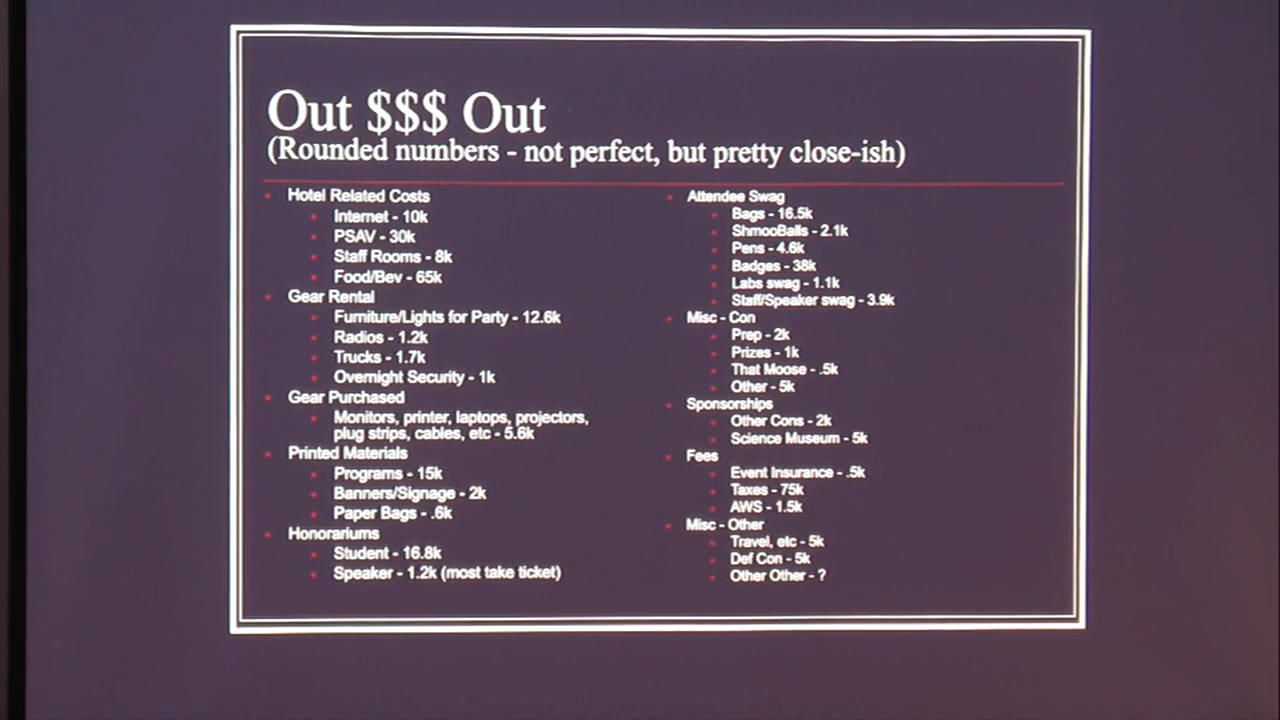 Out $$$ Out
(Rounded numbers - not perfect, but pretty close-ish)
Hotel Related Costs
Internet - 10k
PSAV - 30k
Staff Rooms - 8k
Food/Bev - 65k
Gear Rental
Furniture/Lights for Party - 12.6k
Radios - 1.2k
Trucks - 1.7k
Overnight Security - 1k
Gear Purchased
Monitors, printer, laptops, projectors,
plug strips, cables, etc - 5.6k
Printed Materials
Programs - 15k
Banners/Signage - 2k
Paper Bags - .6k
Honorariums
Student - 16.8k
Speaker - 1.2k (most take ticket)
Attendee Swag
Bags - 16.5k
ShmooBalls - 2.1k
Pens - 4.6k
Badges - 38k
Labs swag - 1.1k
Staff/Speaker swag - 3.9k
Misc - Con
Prep - 2k
Prizes - 1k
That Moose - .5k
Other - 5k
Sponsorships
Other Cons - 2k
Science Museum - 5k
Fees
Event Insurance - .5k
Taxes - 75k
AWS - 1.5k
Misc - Other
Travel, etc - 5k
Def Con - 5k
Other Other - ?